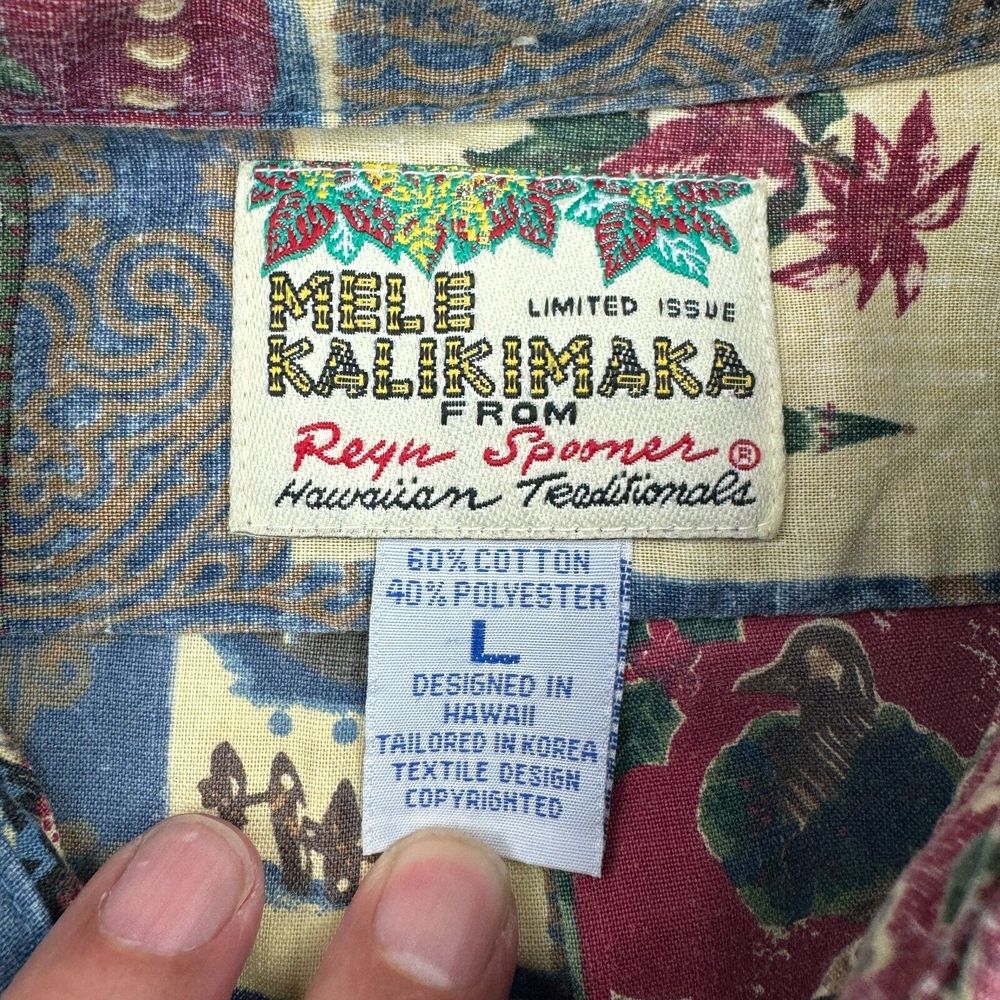 MELE LIMITED ISSUE
KALIKIMAKA
FROM
Reyn Spooner ®
Hawaiian Traditionals
60% COTTON
40% POLYESTER
L
DESIGNED IN
HAWAII
TAILORED IN KOREA
TEXTILE DESIGN
COPYRIGHTED